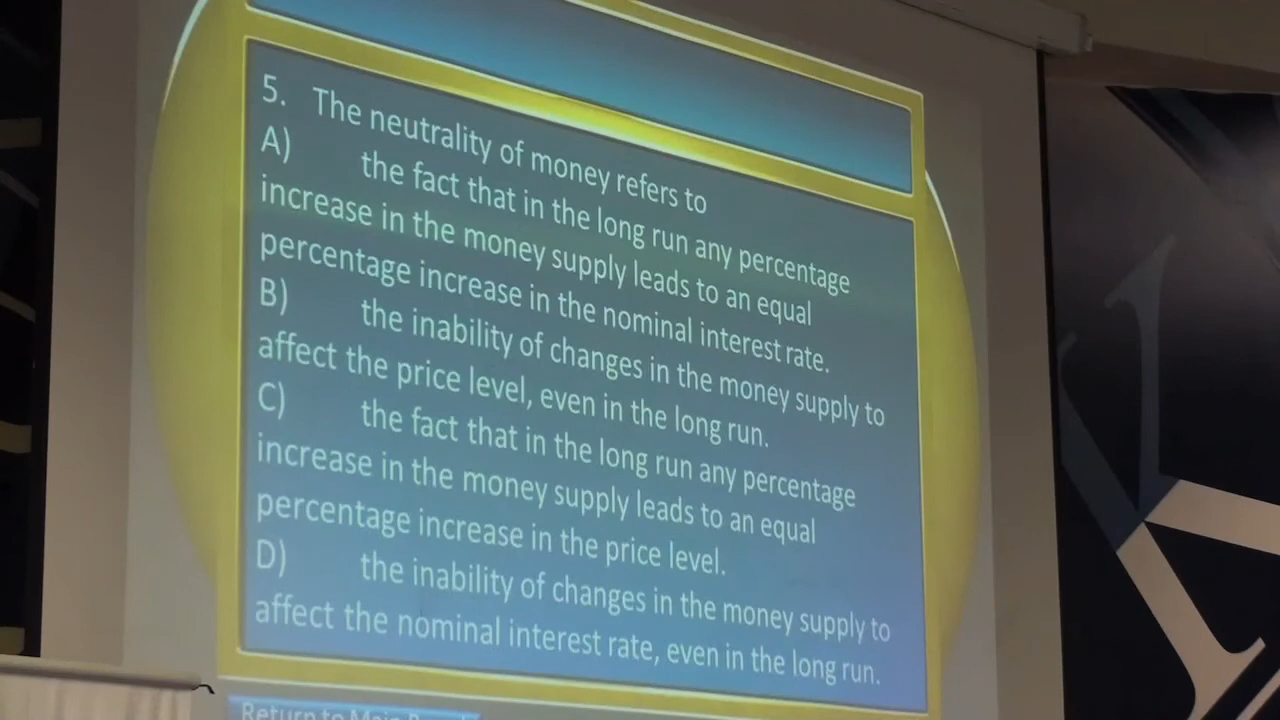 5. The neutrality of money refers to
A) the fact that in the long run any percentage
increase in the money supply leads to an equal
percentage increase in the nominal interest rate.
B) the inability of changes in the money supply to
affect the price level, even in the long run.
C) the fact that in the long run any percentage
increase in the money supply leads to an equal
percentage increase in the price level.
D) the inability of changes in the money supply to
affect the nominal interest rate, even in the long run.
Return to Main